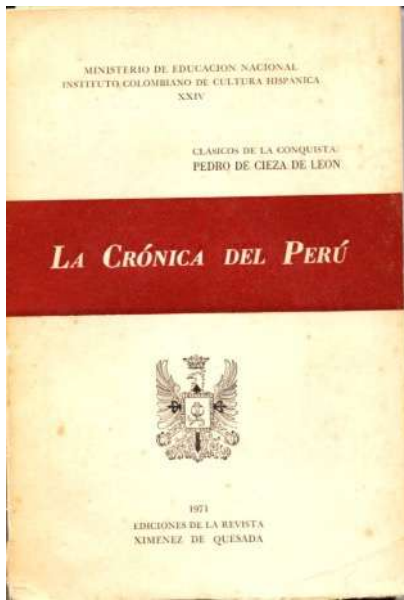 MINISTERIO DE EDUCACION NACIONAL
INSTITUTO COLOMBIANO DE CULTURA HISPANICA
XXIV
CLASICOS DE LA CONQUISTA:
PEDRO DE CIEZA DE LEON
LA CRÓNICA DEL PERÚ
1971
EDICIONES DE LA REVISTA
XIMENEZ DE QUESADA